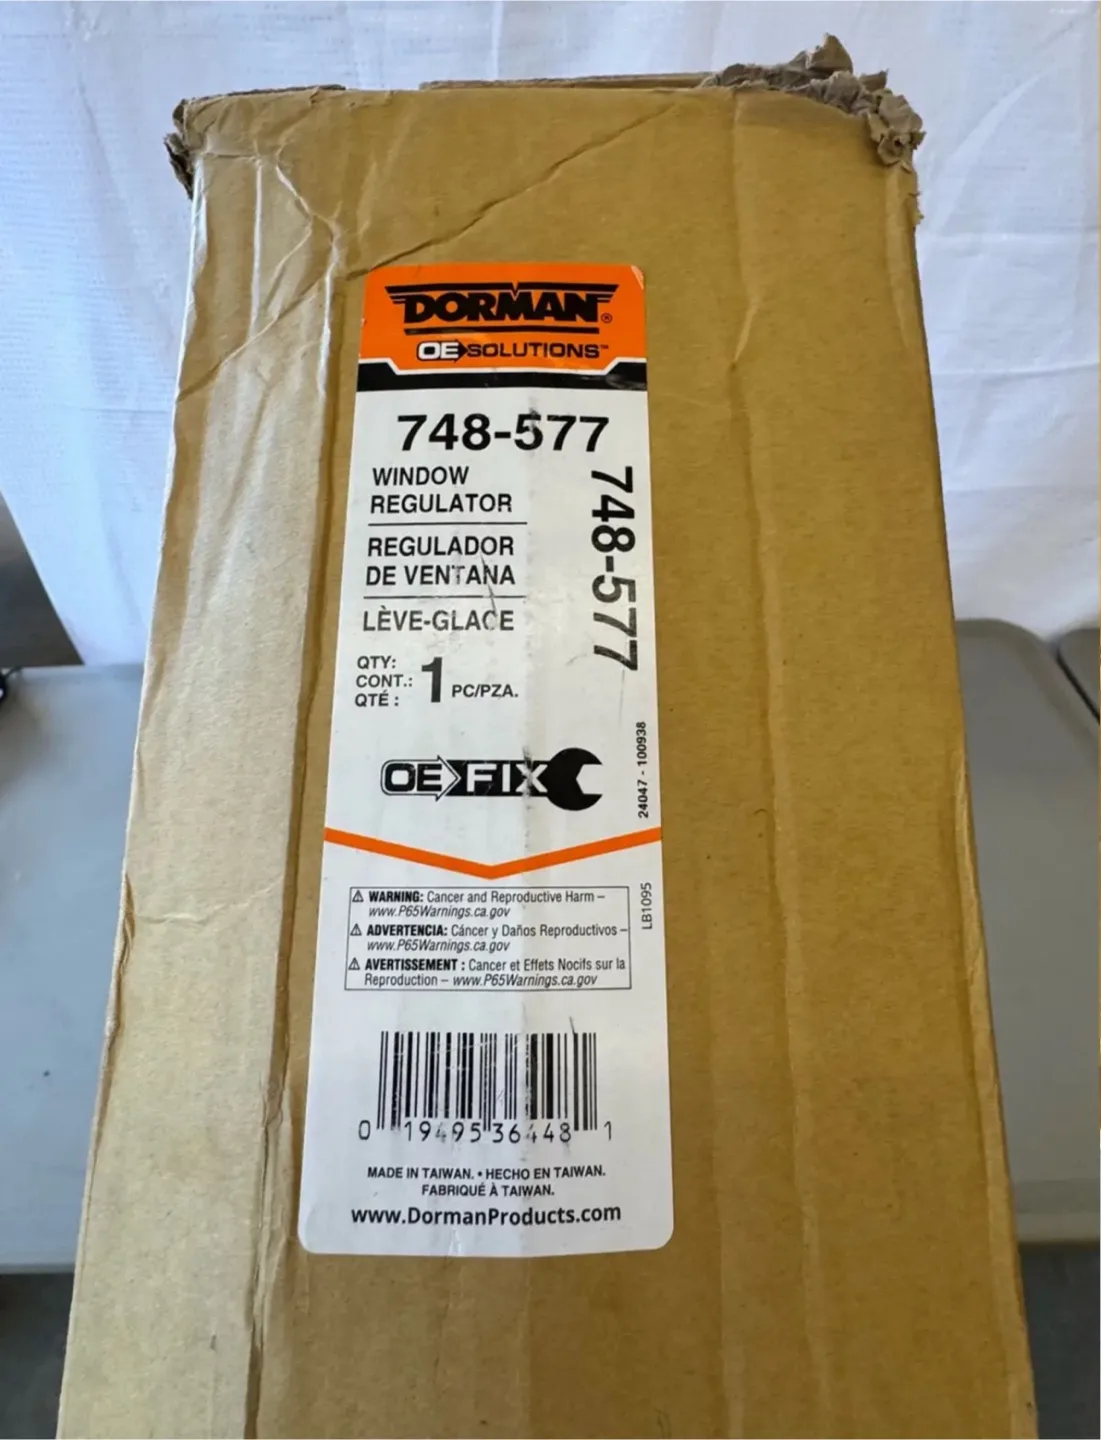 DORMAN®
OE SOLUTIONS™
748-577
WINDOW
REGULATOR
REGULADOR
DE VENTANA
LÈVE-GLACE
QTY:
CONT.:
QTÉ :
1 PC/PZA.
748-577
OE FIX
24047 - 100938
⚠ WARNING: Cancer and Reproductive Harm –
www.P65Warnings.ca.gov
⚠ ADVERTENCIA: Cáncer y Daños Reproductivos –
www.P65Warnings.ca.gov
⚠ AVERTISSEMENT : Cancer et Effets Nocifs sur la
Reproduction – www.P65Warnings.ca.gov
LB1095
0 19495 36448 1
MADE IN TAIWAN. • HECHO EN TAIWAN.
FABRIQUÉ À TAIWAN.
www.DormanProducts.com